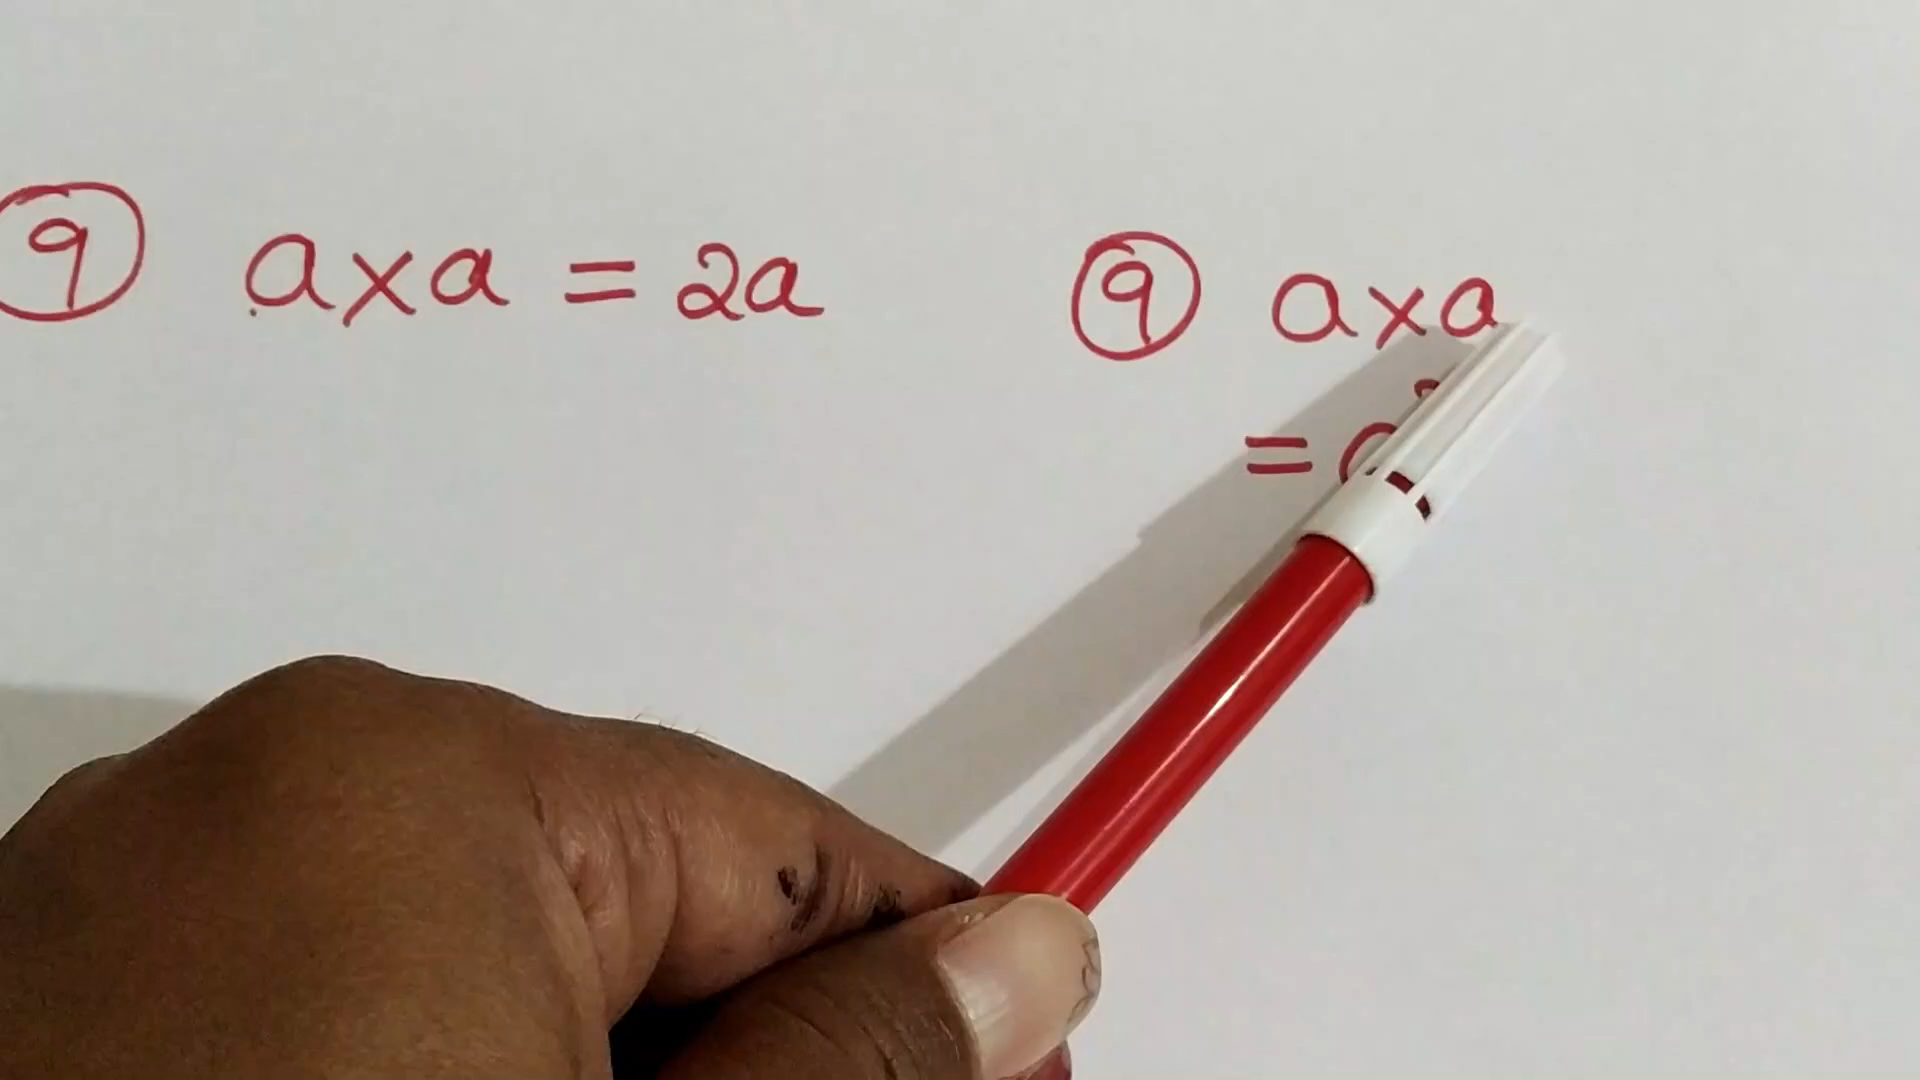 9 a×a = 2a
9 a×a
=